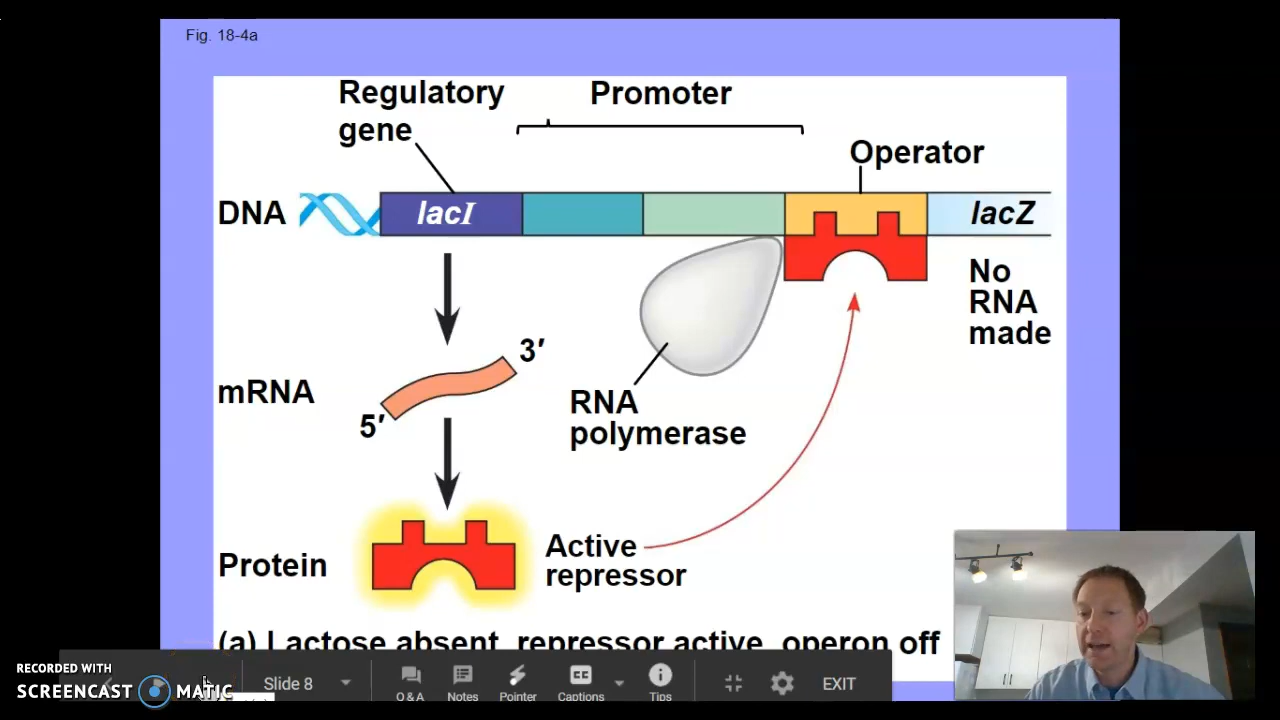 Fig. 18-4a
Regulatory
gene
Promoter
Operator
DNA
lacI
lacZ
No
RNA
made
3′
mRNA
5′
RNA
polymerase
Protein
Active
repressor
(a) Lactose absent, repressor active, operon off
RECORDED WITH
SCREENCAST MATIC
Slide 8
Q & A
Notes
Pointer
CC
Captions
Tips
EXIT